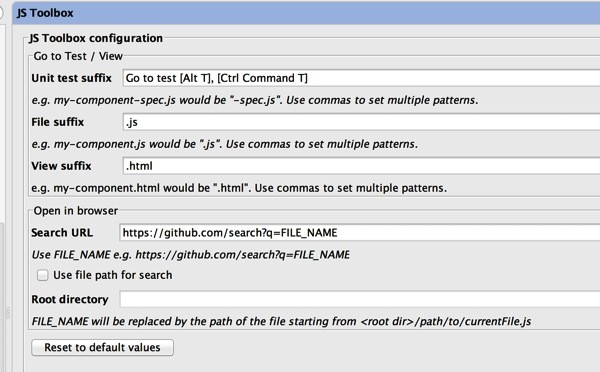 JS Toolbox
JS Toolbox configuration
Go to Test / View
Unit test suffix Go to test [Alt T], [Ctrl Command T]
e.g. my-component-spec.js would be "-spec.js". Use commas to set multiple patterns.
File suffix .js
e.g. my-component.js would be ".js". Use commas to set multiple patterns.
View suffix .html
e.g. my-component.html would be ".html". Use commas to set multiple patterns.
Open in browser
Search URL https://github.com/search?q=FILE_NAME
Use FILE_NAME e.g. https://github.com/search?q=FILE_NAME
Use file path for search
Root directory
FILE_NAME will be replaced by the path of the file starting from <root dir>/path/to/currentFile.js
Reset to default values